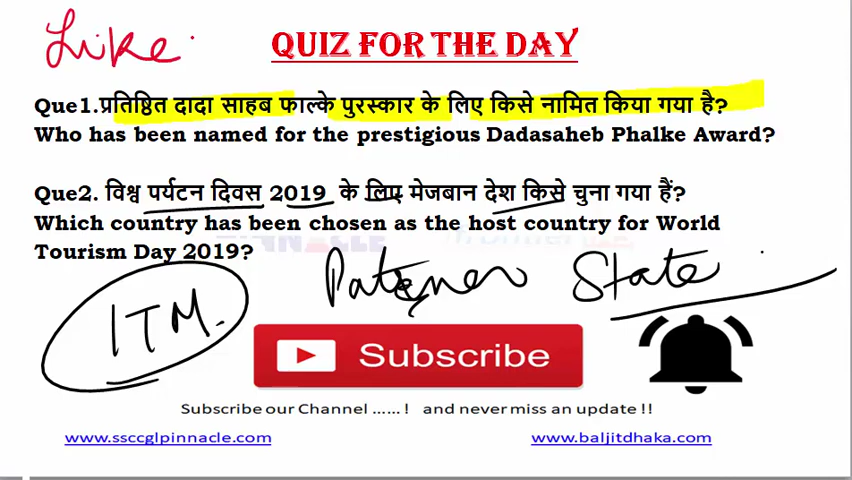 Like
QUIZ FOR THE DAY
Que1.प्रतिष्ठित दादा साहब फाल्के पुरस्कार के लिए किसे नामित किया गया है?
Who has been named for the prestigious Dadasaheb Phalke Award?
Que2. विश्व पर्यटन दिवस 2019 के लिए मेजबान देश किसे चुना गया हैं?
Which country has been chosen as the host country for World
Tourism Day 2019?
State
ITM.
Subscribe
Subscribe our Channel ...... ! and never miss an update !!
www.ssccglpinnacle.com
www.baljitdhaka.com